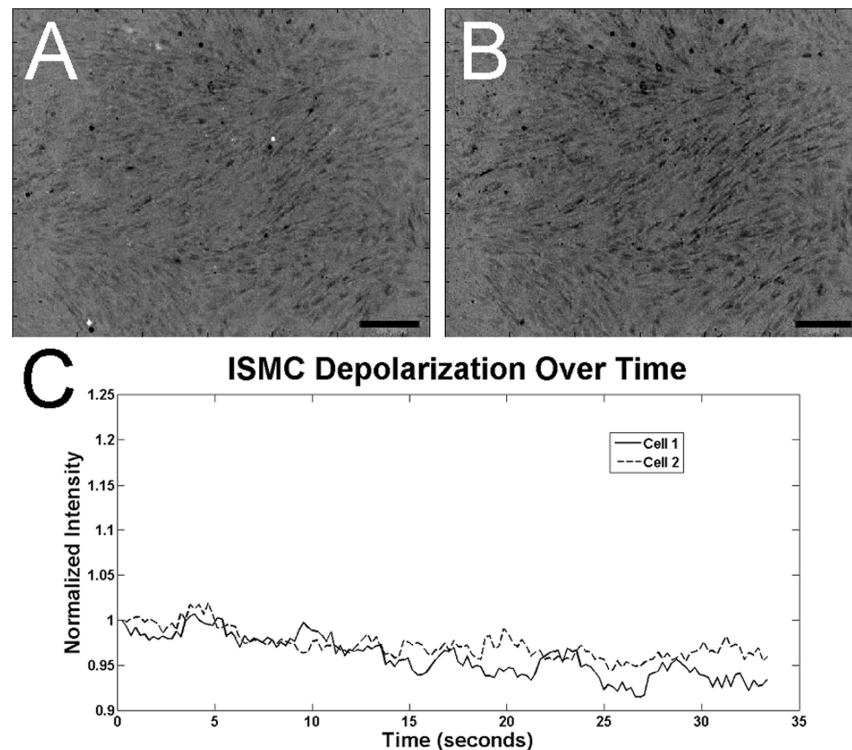 A
B
C
ISMC Depolarization Over Time
Normalized Intensity
1.25
1.2
1.15
1.1
1.05
1
0.95
0.9
Cell 1
Cell 2
0
5
10
15
20
25
30
35
Time (seconds)